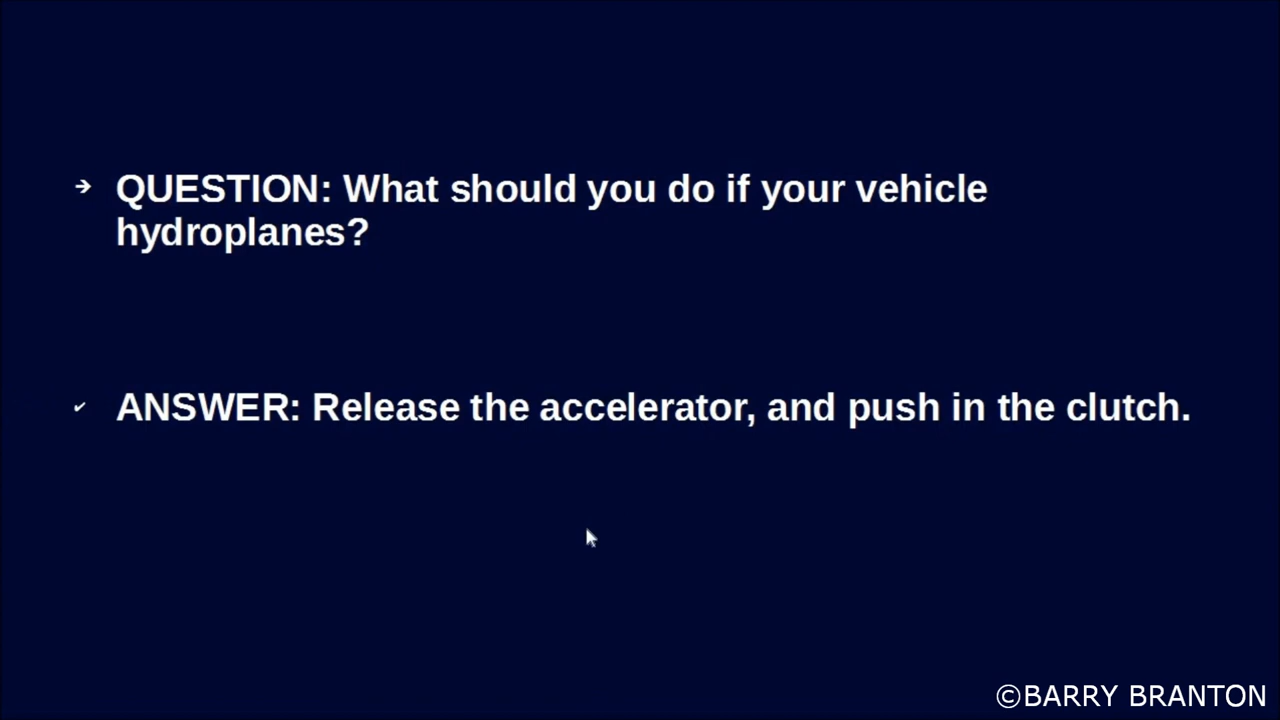 ➔ QUESTION: What should you do if your vehicle
hydroplanes?
✔ ANSWER: Release the accelerator, and push in the clutch.
©BARRY BRANTON